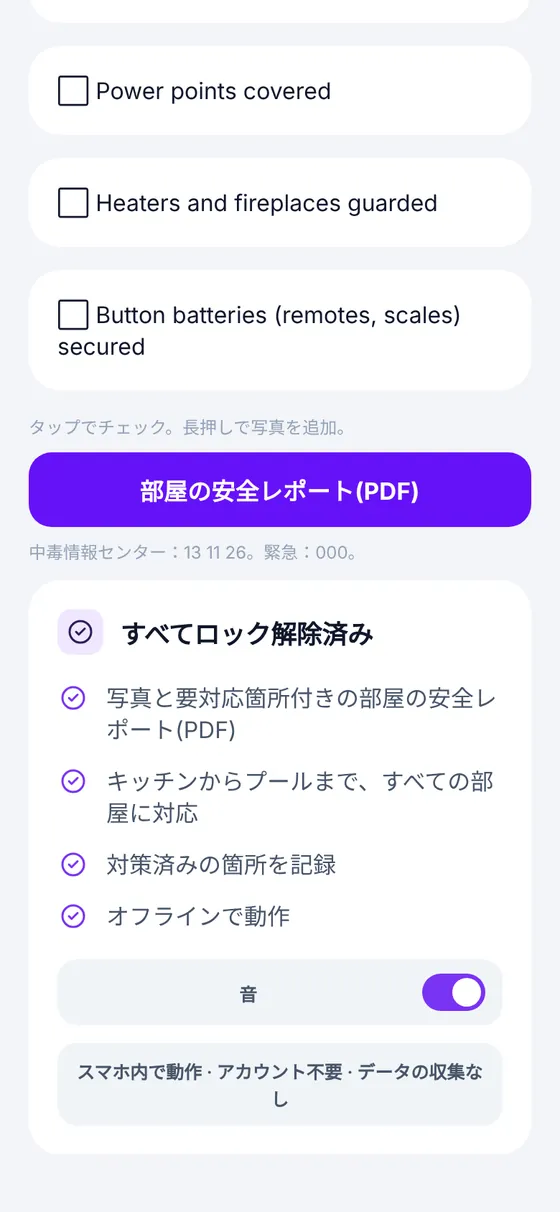 Power points covered
Heaters and fireplaces guarded
Button batteries (remotes, scales)
secured
タップでチェック。長押しで写真を追加。
部屋の安全レポート(PDF)
中毒情報センター：13 11 26。緊急：000。
すべてロック解除済み
写真と要対応箇所付きの部屋の安全レ
ポート(PDF)
キッチンからプールまで、すべての部
屋に対応
対策済みの箇所を記録
オフラインで動作
音
スマホ内で動作 · アカウント不要 · データの収集な
し